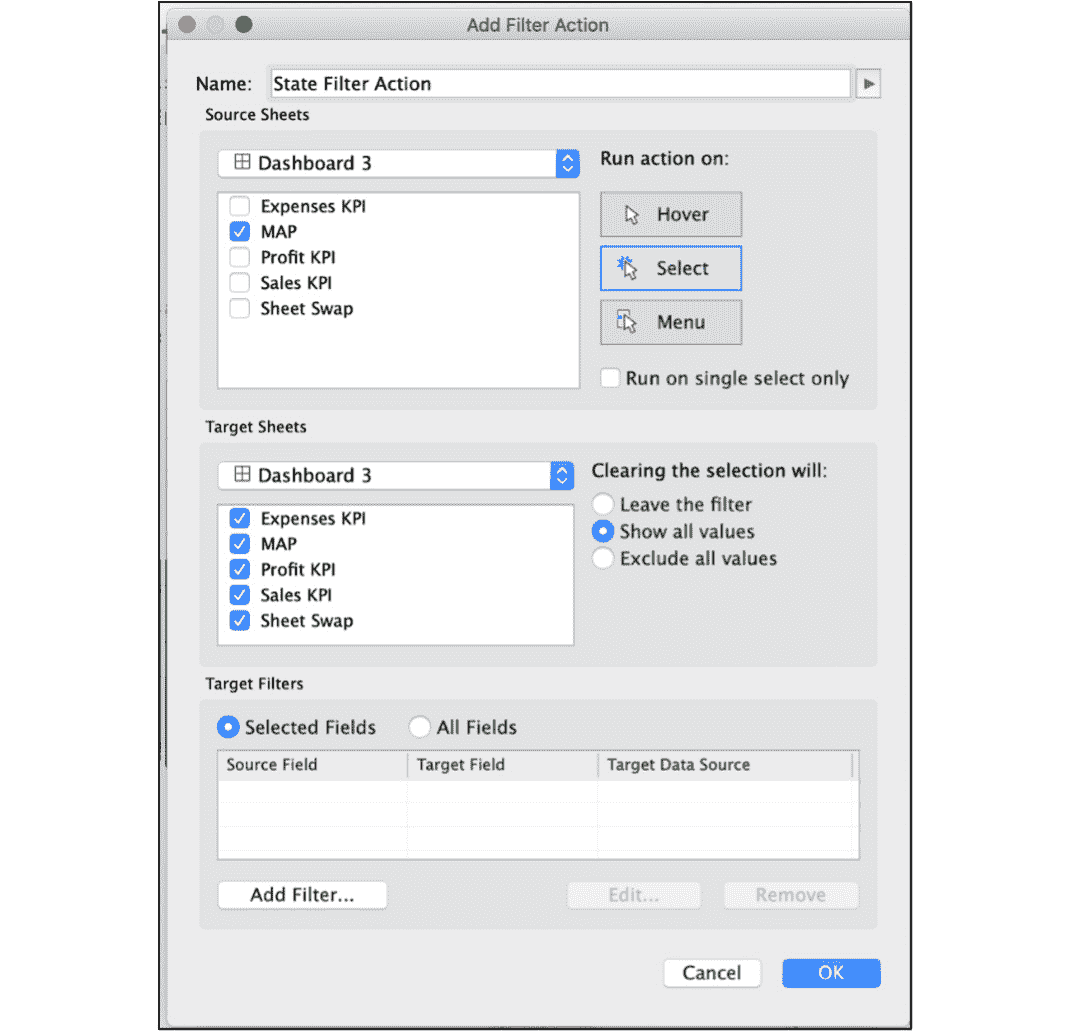 Add Filter Action
Name: State Filter Action
Source Sheets
Dashboard 3
Run action on:
Expenses KPI
MAP
Profit KPI
Sales KPI
Sheet Swap
Hover
Select
Menu
Run on single select only
Target Sheets
Dashboard 3
Clearing the selection will:
Expenses KPI
MAP
Profit KPI
Sales KPI
Sheet Swap
Leave the filter
Show all values
Exclude all values
Target Filters
Selected Fields All Fields
Source Field Target Field Target Data Source
Add Filter... Edit... Remove
Cancel OK